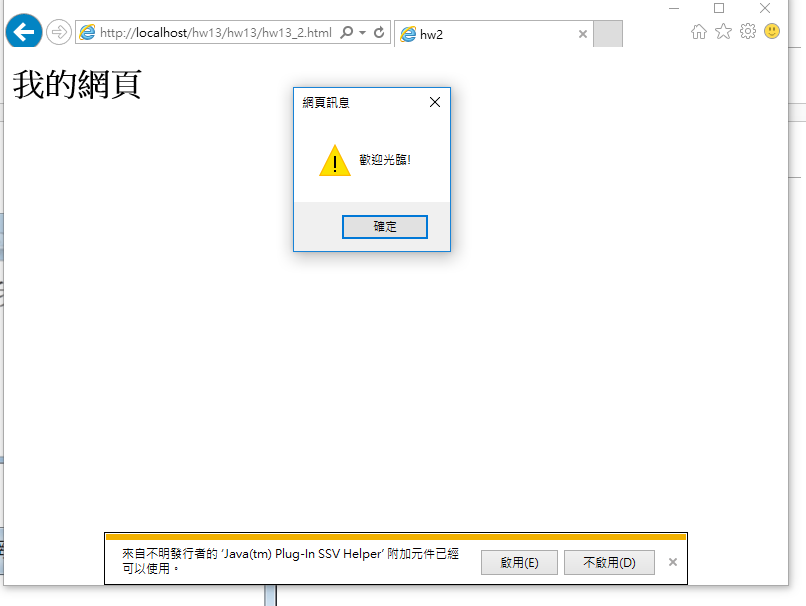 http://localhost/hw13/hw13/hw13_2.html
hw2
我的網頁
網頁訊息
歡迎光臨!
確定
來自不明發行者的 'Java(tm) Plug-In SSV Helper' 附加元件已經
可以使用。
啟用(E)
不啟用(D)